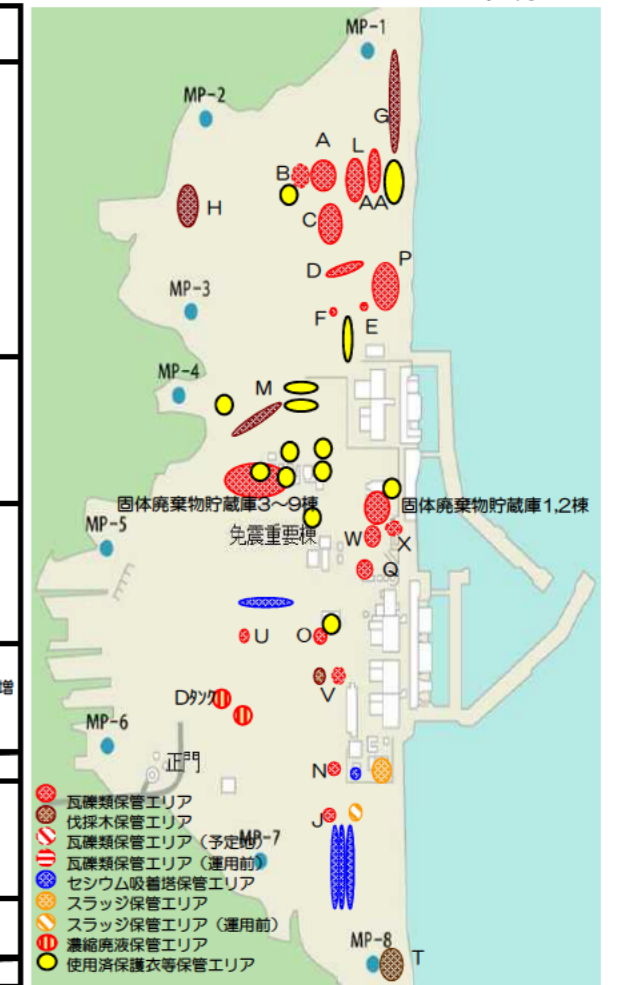 MP-1
MP-2
G
A
L
B
AA
H
C
D
P
MP-3
F
E
MP-4
M
固体廃棄物貯蔵庫3~9棟
固体廃棄物貯蔵庫1,2棟
MP-5
免震重要棟
W
X
Q
U
O
増
V
Dタンク
MP-6
正門
N
J
瓦礫類保管エリア
伐採木保管エリア
瓦礫類保管エリア(予定地)
MP-7
瓦礫類保管エリア(運用前)
セシウム吸着塔保管エリア
スラッジ保管エリア
スラッジ保管エリア(運用前)
濃縮廃液保管エリア
使用済保護衣等保管エリア
MP-8
T